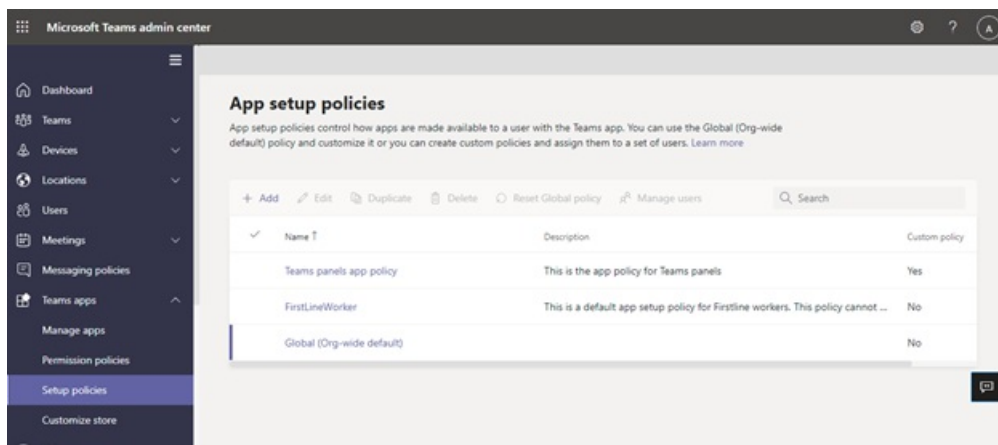 Microsoft Teams admin center
?
A
Dashboard
Teams
Devices
Locations
Users
Meetings
Messaging policies
Teams apps
Manage apps
Permission policies
Setup policies
Customize store
App setup policies
App setup policies control how apps are made available to a user with the Teams app. You can use the Global (Org-wide
default) policy and customize it or you can create custom policies and assign them to a set of users. Learn more
+ Add Edit Duplicate Delete Reset Global policy Manage users Search
Name ↑ Description Custom policy
Teams panels app policy This is the app policy for Teams panels Yes
FirstLineWorker This is a default app setup policy for Firstline workers. This policy cannot ... No
Global (Org-wide default) No